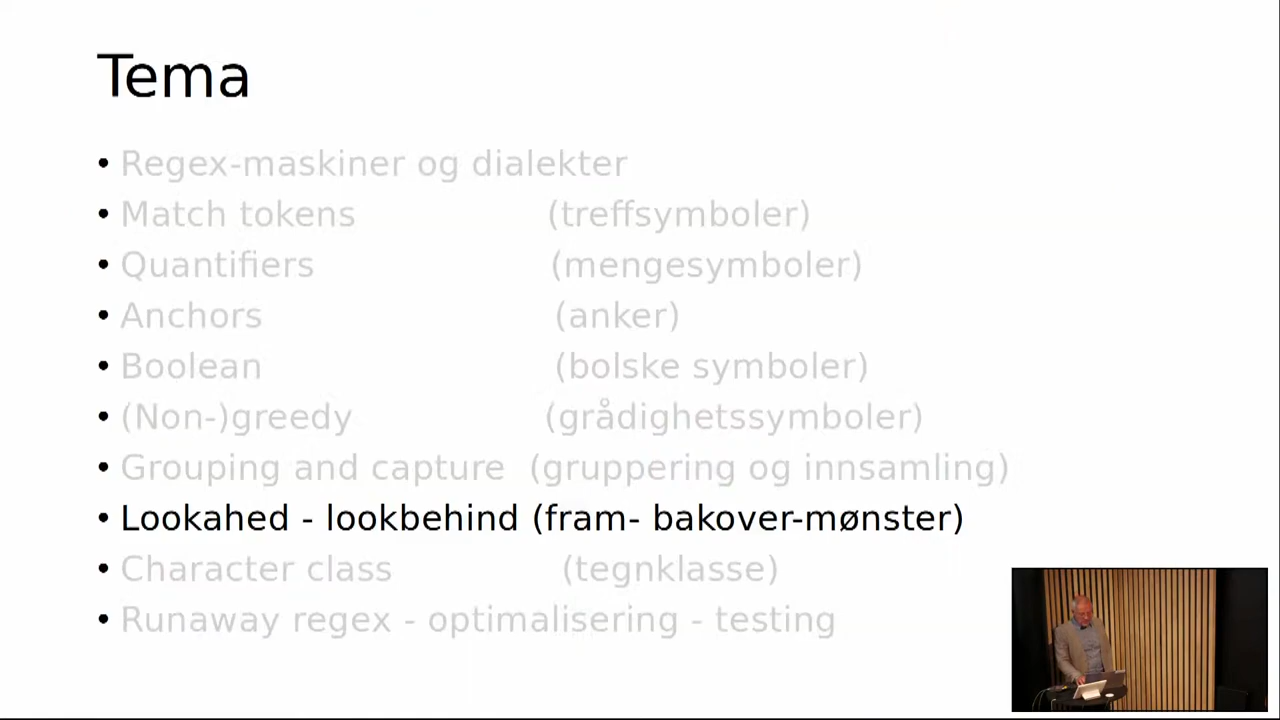 Tema
• Regex-maskiner og dialekter
• Match tokens (treffsymboler)
• Quantifiers (mengesymboler)
• Anchors (anker)
• Boolean (bolske symboler)
• (Non-)greedy (grådighetssymboler)
• Grouping and capture (gruppering og innsamling)
• Lookahed - lookbehind (fram- bakover-mønster)
• Character class (tegnklasse)
• Runaway regex - optimalisering - testing